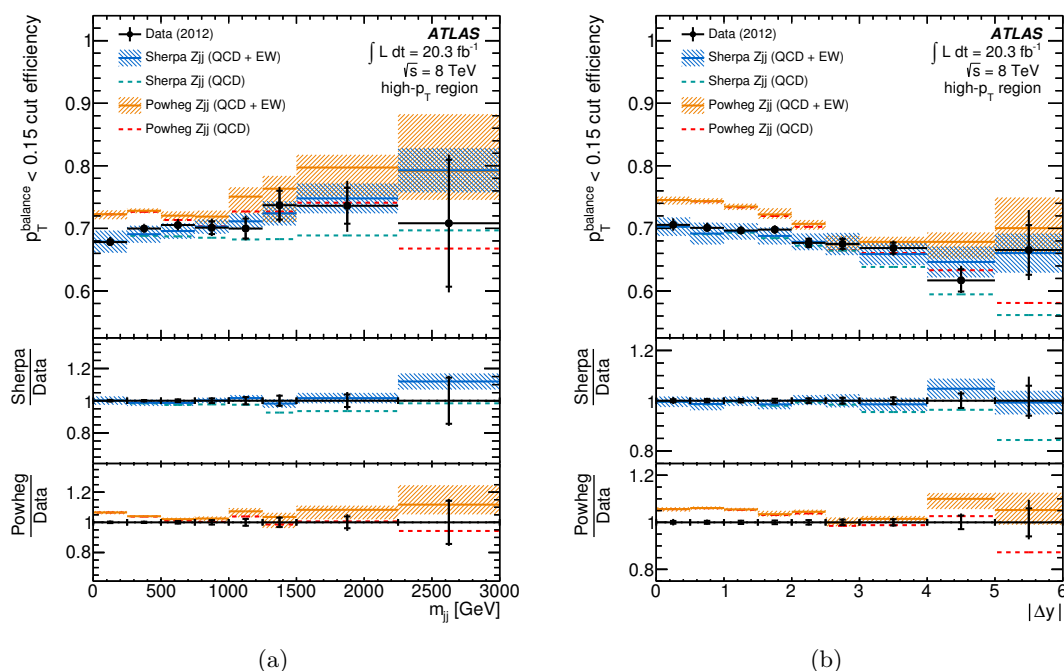 p_T^balance < 0.15 cut efficiency
1
0.9
0.8
0.7
0.6
Data (2012)
Sherpa Zjj (QCD + EW)
Sherpa Zjj (QCD)
Powheg Zjj (QCD + EW)
Powheg Zjj (QCD)
ATLAS
∫ L dt = 20.3 fb⁻¹
√s = 8 TeV
high-p_T region
Sherpa
Data
1.2
1
0.8
Powheg
Data
1.2
1
0.8
0 500 1000 1500 2000 2500 3000
m_jj [GeV]
(a)
p_T^balance < 0.15 cut efficiency
1
0.9
0.8
0.7
0.6
Data (2012)
Sherpa Zjj (QCD + EW)
Sherpa Zjj (QCD)
Powheg Zjj (QCD + EW)
Powheg Zjj (QCD)
ATLAS
∫ L dt = 20.3 fb⁻¹
√s = 8 TeV
high-p_T region
Sherpa
Data
1.2
1
0.8
Powheg
Data
1.2
1
0.8
0 1 2 3 4 5 6
|Δy|
(b)